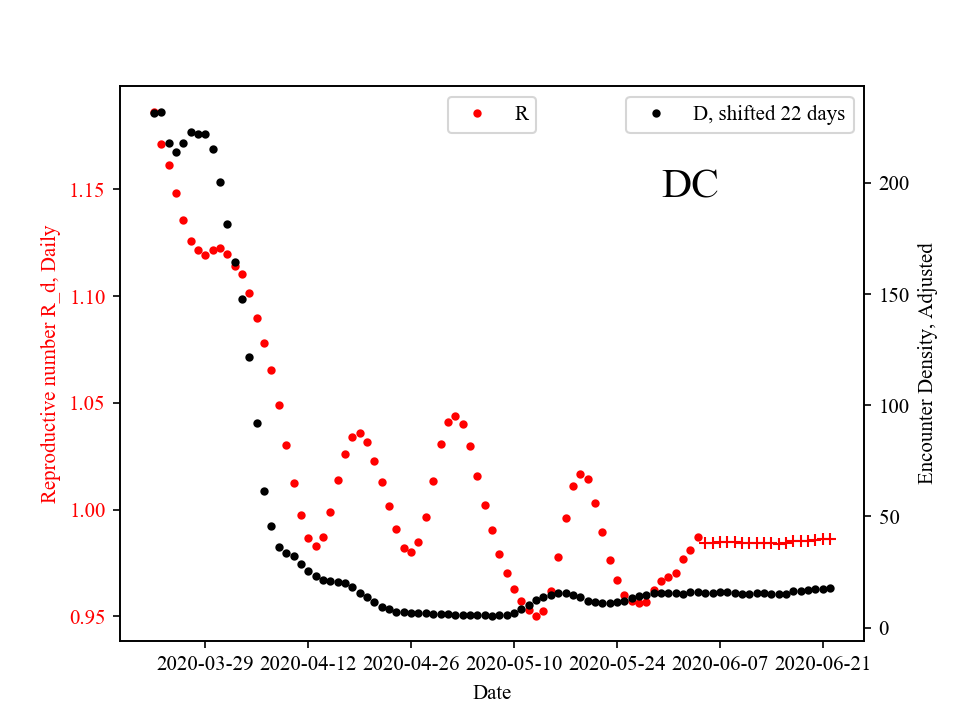 R
D, shifted 22 days
DC
Reproductive number R_d, Daily
1.15
1.10
1.05
1.00
0.95
200
150
100
50
0
Encounter Density, Adjusted
2020-03-29
2020-04-12
2020-04-26
2020-05-10
2020-05-24
2020-06-07
2020-06-21
Date